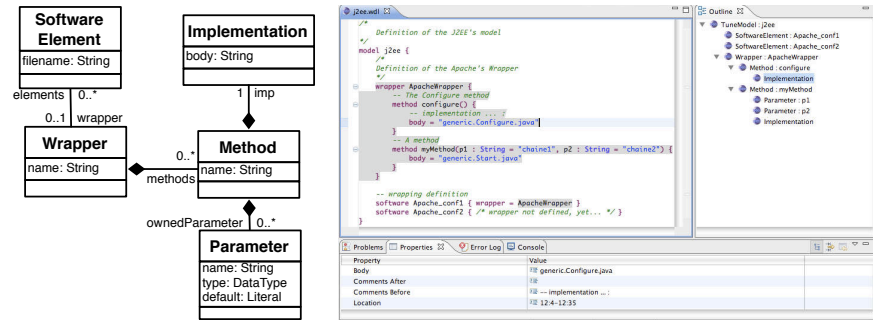 Software
Element
filename: String
elements
0..*
0..1
wrapper
Wrapper
name: String
0..*
methods
Implementation
body: String
1
imp
Method
name: String
ownedParameter
0..*
Parameter
name: String
type: DataType
default: Literal
j2ee.wdl
/*
Definition of the J2EE's model
*/
model j2ee {
/*
Definition of the Apache's Wrapper
*/
wrapper ApacheWrapper {
-- The Configure method
method configure() {
-- implementation ... :
body = "generic.Configure.java"
}
-- A method
method myMethod(p1 : String = "chaine1", p2 : String = "chaine2") {
body = "generic.Start.java"
}
}
-- wrapping definition
software Apache_conf1 { wrapper = ApacheWrapper }
software Apache_conf2 { /* wrapper not defined, yet... */ }
}
Outline
TuneModel : j2ee
SoftwareElement : Apache_conf1
SoftwareElement : Apache_conf2
Wrapper : ApacheWrapper
Method : configure
Implementation
Method : myMethod
Parameter : p1
Parameter : p2
Implementation
Problems Properties Error Log Console
Property Value
Body generic.Configure.java
Comments After
Comments Before -- implementation ... :
Location 12:4-12:35